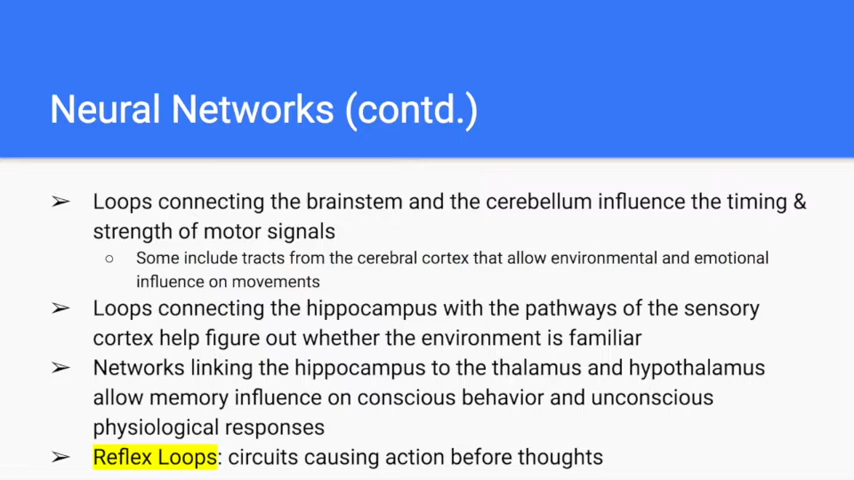 Neural Networks (contd.)
➢ Loops connecting the brainstem and the cerebellum influence the timing &
strength of motor signals
○ Some include tracts from the cerebral cortex that allow environmental and emotional
influence on movements
➢ Loops connecting the hippocampus with the pathways of the sensory
cortex help figure out whether the environment is familiar
➢ Networks linking the hippocampus to the thalamus and hypothalamus
allow memory influence on conscious behavior and unconscious
physiological responses
➢ Reflex Loops: circuits causing action before thoughts